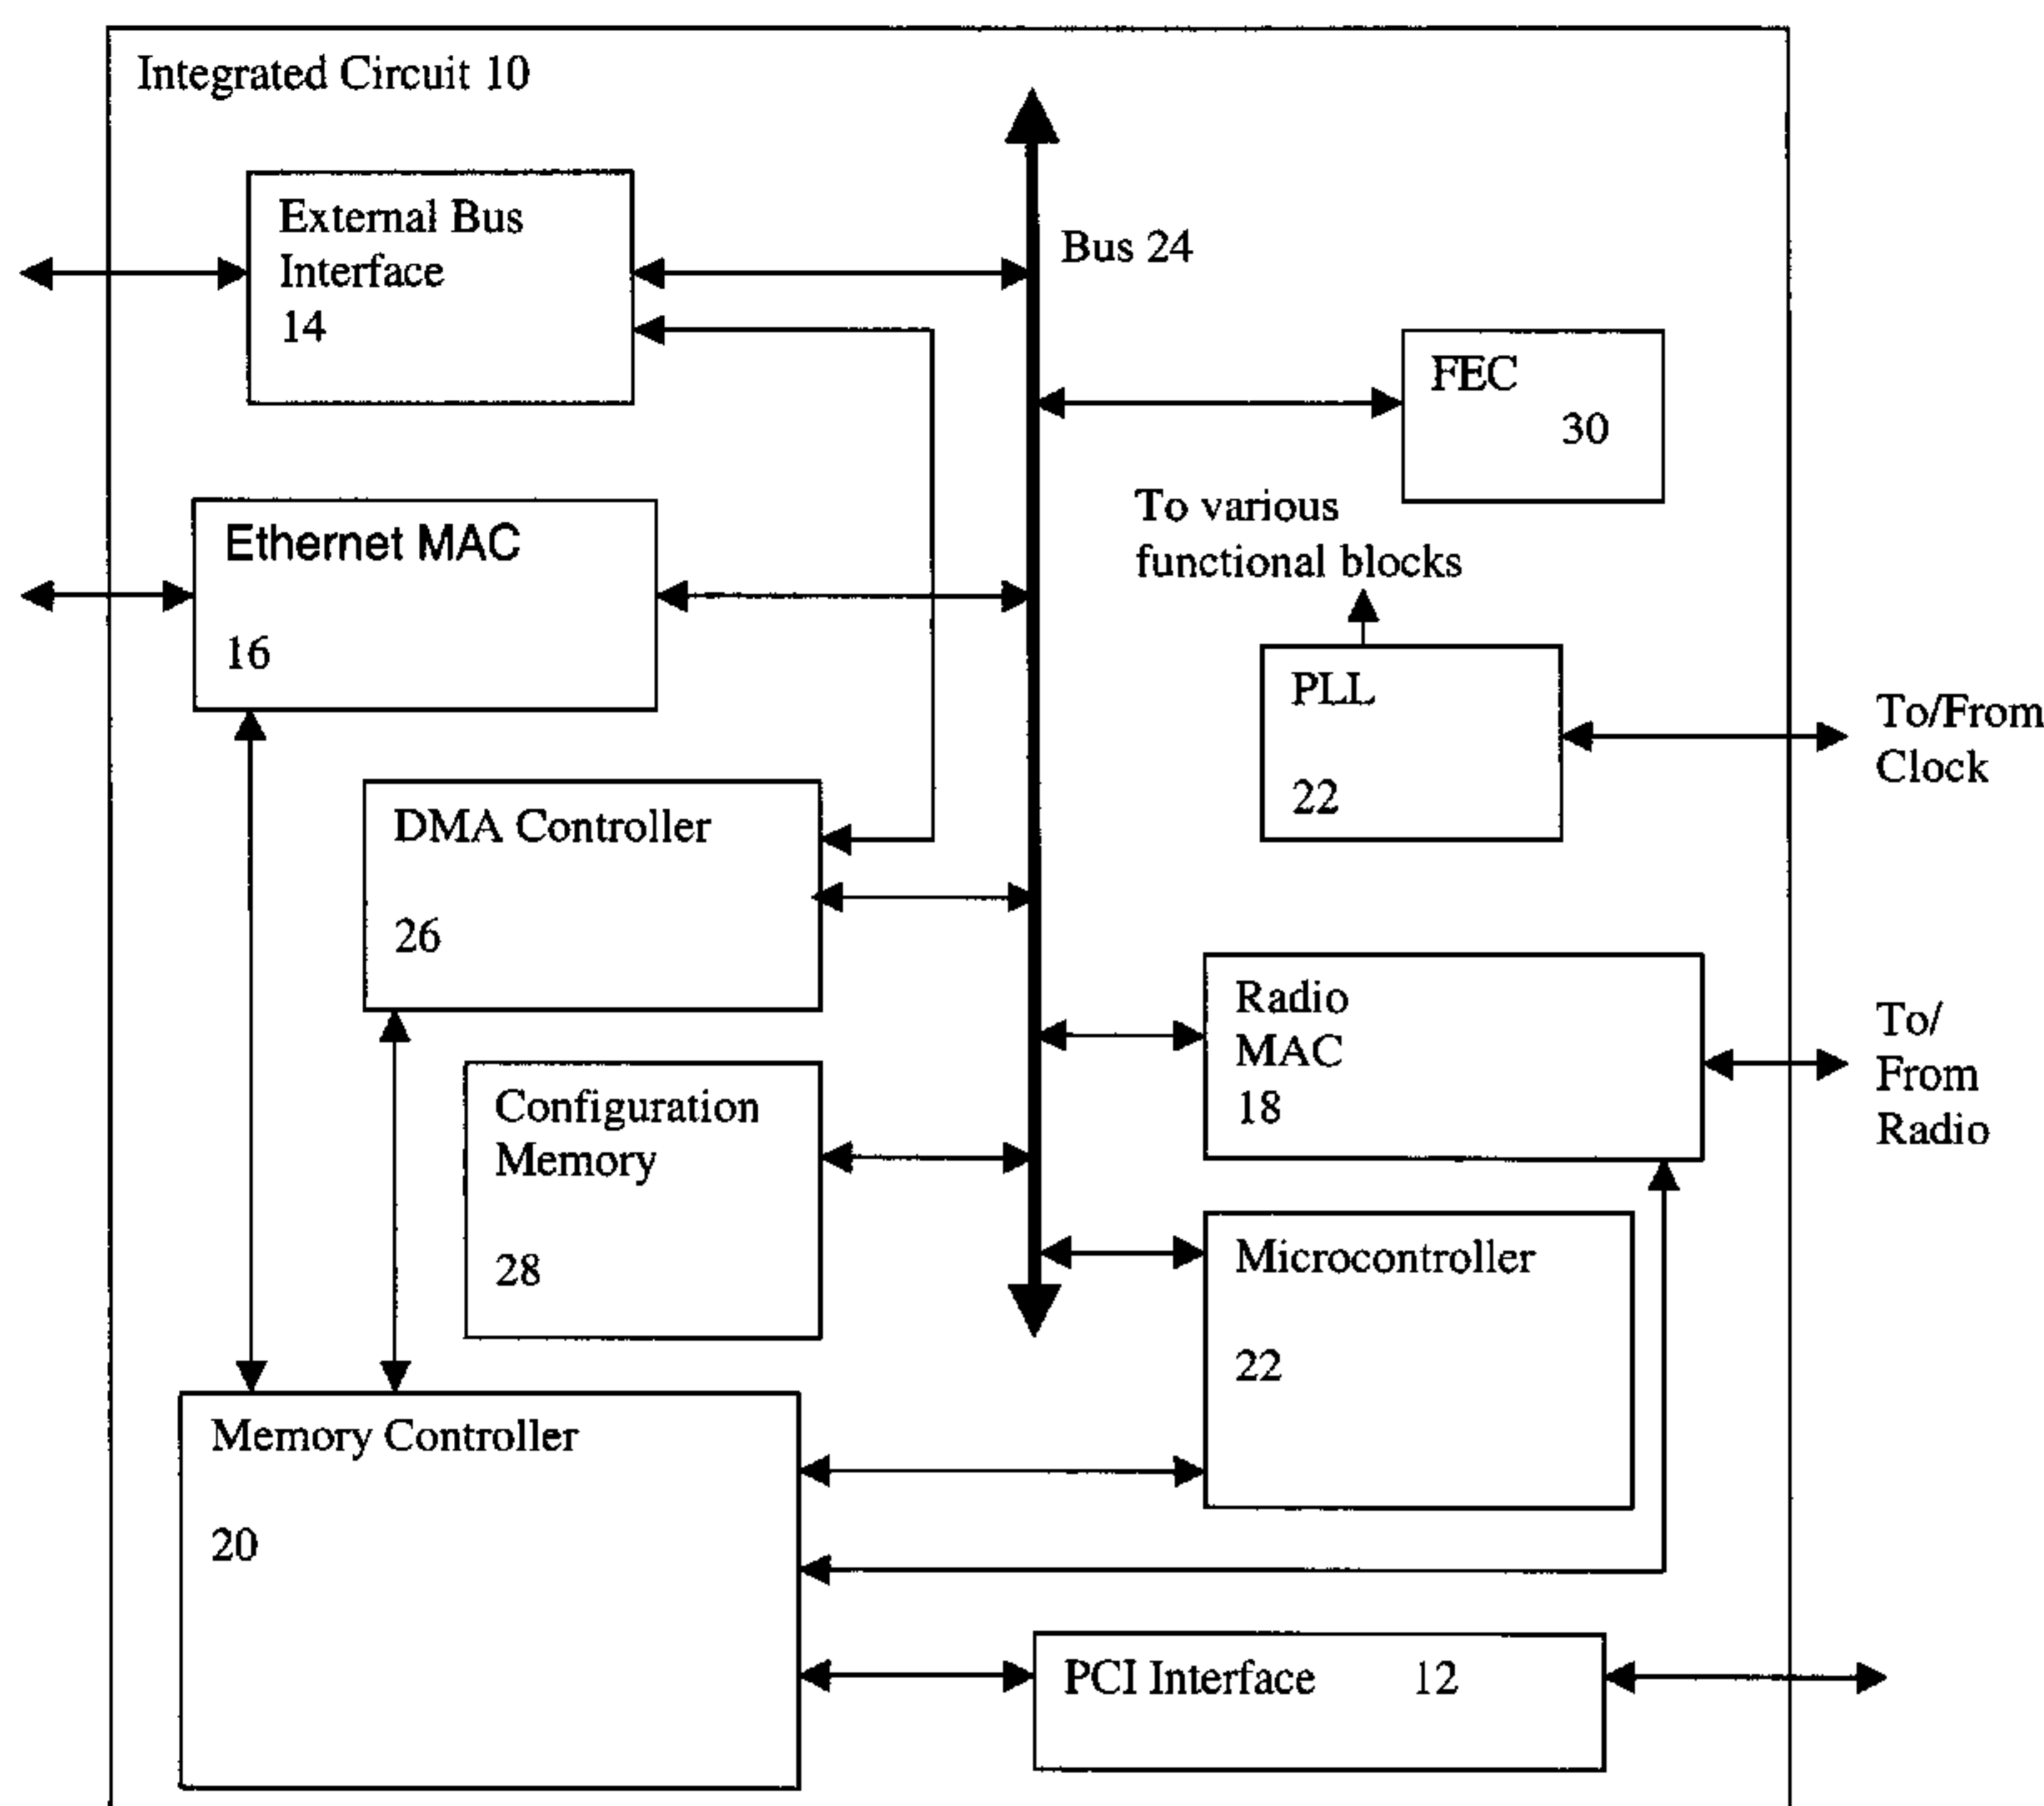 Integrated Circuit 10
External Bus
Interface
14
Bus 24
FEC
30
Ethernet MAC
16
To various
functional blocks
PLL
22
To/From
Clock
DMA Controller
26
Radio
MAC
18
To/
From
Radio
Configuration
Memory
28
Microcontroller
22
Memory Controller
20
PCI Interface 12